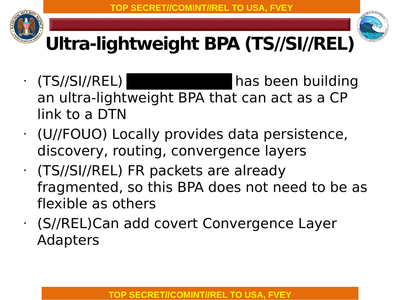 TOP SECRET//COMINT//REL TO USA, FVEY
Ultra-lightweight BPA (TS//SI//REL)
· (TS//SI//REL) has been building
an ultra-lightweight BPA that can act as a CP
link to a DTN
· (U//FOUO) Locally provides data persistence,
discovery, routing, convergence layers
· (TS//SI//REL) FR packets are already
fragmented, so this BPA does not need to be as
flexible as others
· (S//REL)Can add covert Convergence Layer
Adapters
TOP SECRET//COMINT//REL TO USA, FVEY